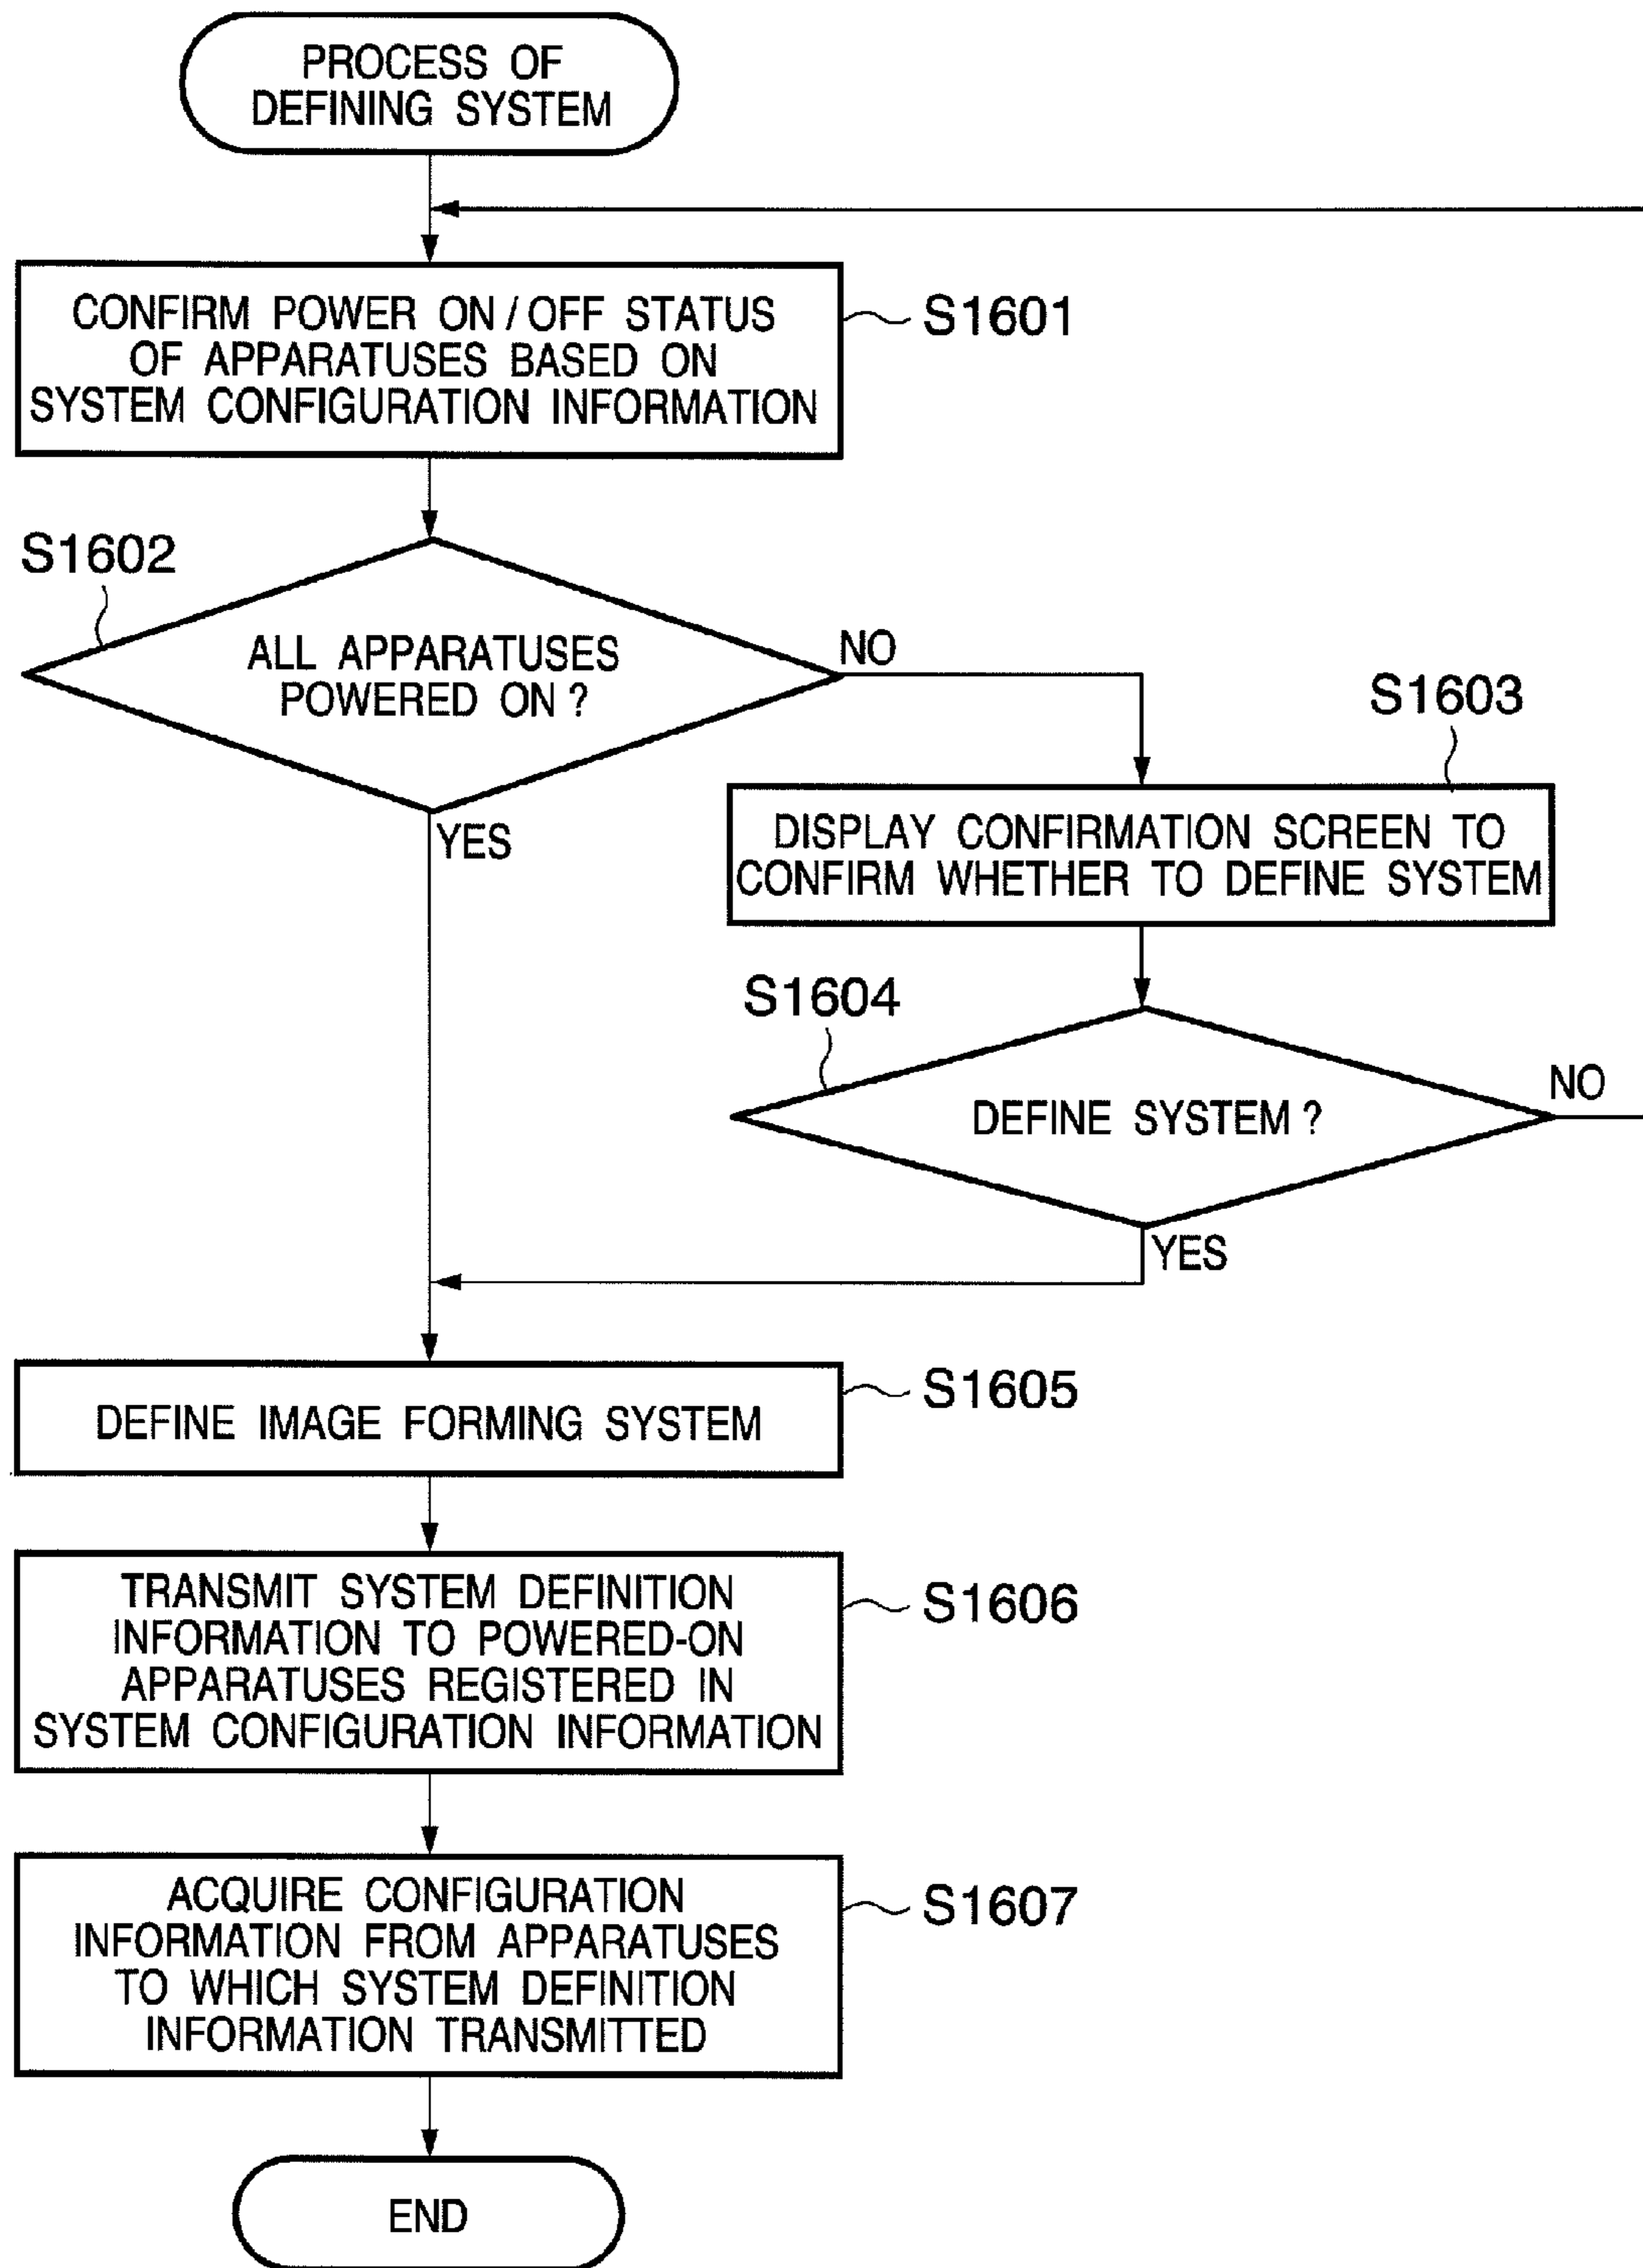 PROCESS OF
DEFINING SYSTEM
CONFIRM POWER ON / OFF STATUS
OF APPARATUSES BASED ON
SYSTEM CONFIGURATION INFORMATION
S1601
S1602
ALL APPARATUSES
POWERED ON ?
NO
YES
S1603
DISPLAY CONFIRMATION SCREEN TO
CONFIRM WHETHER TO DEFINE SYSTEM
S1604
DEFINE SYSTEM ?
NO
YES
DEFINE IMAGE FORMING SYSTEM
S1605
TRANSMIT SYSTEM DEFINITION
INFORMATION TO POWERED-ON
APPARATUSES REGISTERED IN
SYSTEM CONFIGURATION INFORMATION
S1606
ACQUIRE CONFIGURATION
INFORMATION FROM APPARATUSES
TO WHICH SYSTEM DEFINITION
INFORMATION TRANSMITTED
S1607
END